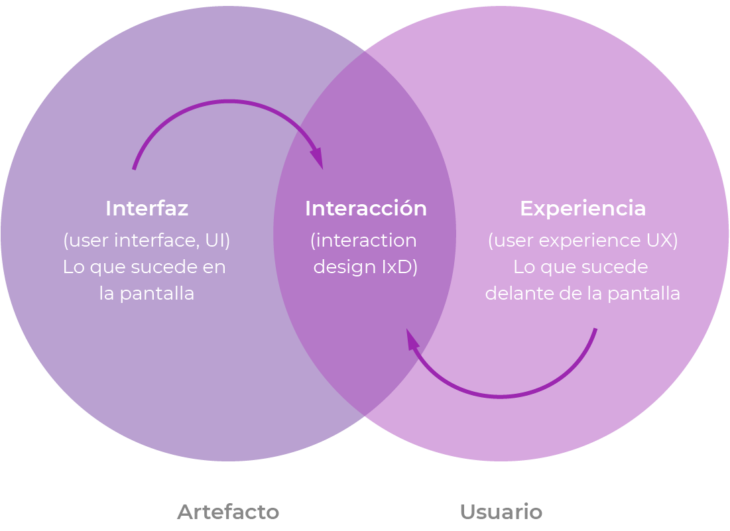 Interfaz
(user interface, UI)
Lo que sucede en
la pantalla
Interacción
(interaction
design IxD)
Experiencia
(user experience UX)
Lo que sucede
delante de la pantalla
Artefacto
Usuario